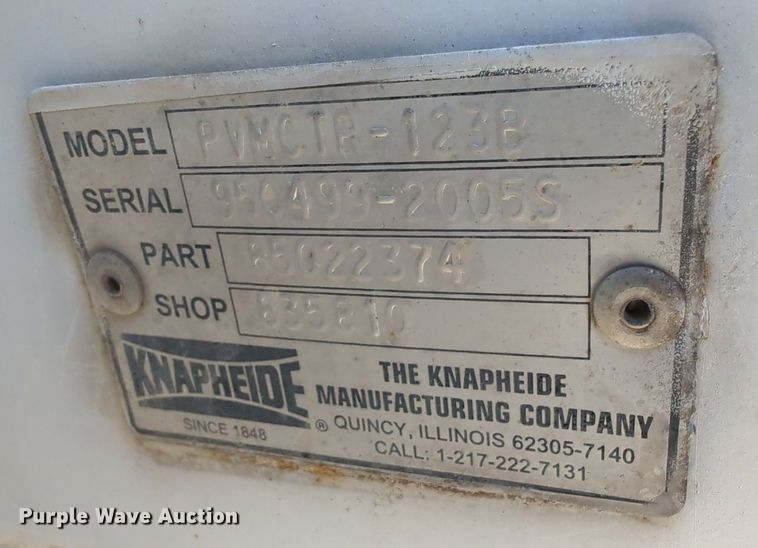 MODEL PVMCTR-123B
SERIAL 950499-2005S
PART 85022374
SHOP
KNAPHEIDE
SINCE 1848
THE KNAPHEIDE
MANUFACTURING COMPANY
® QUINCY, ILLINOIS 62305-7140
CALL: 1-217-222-7131
Purple Wave Auction